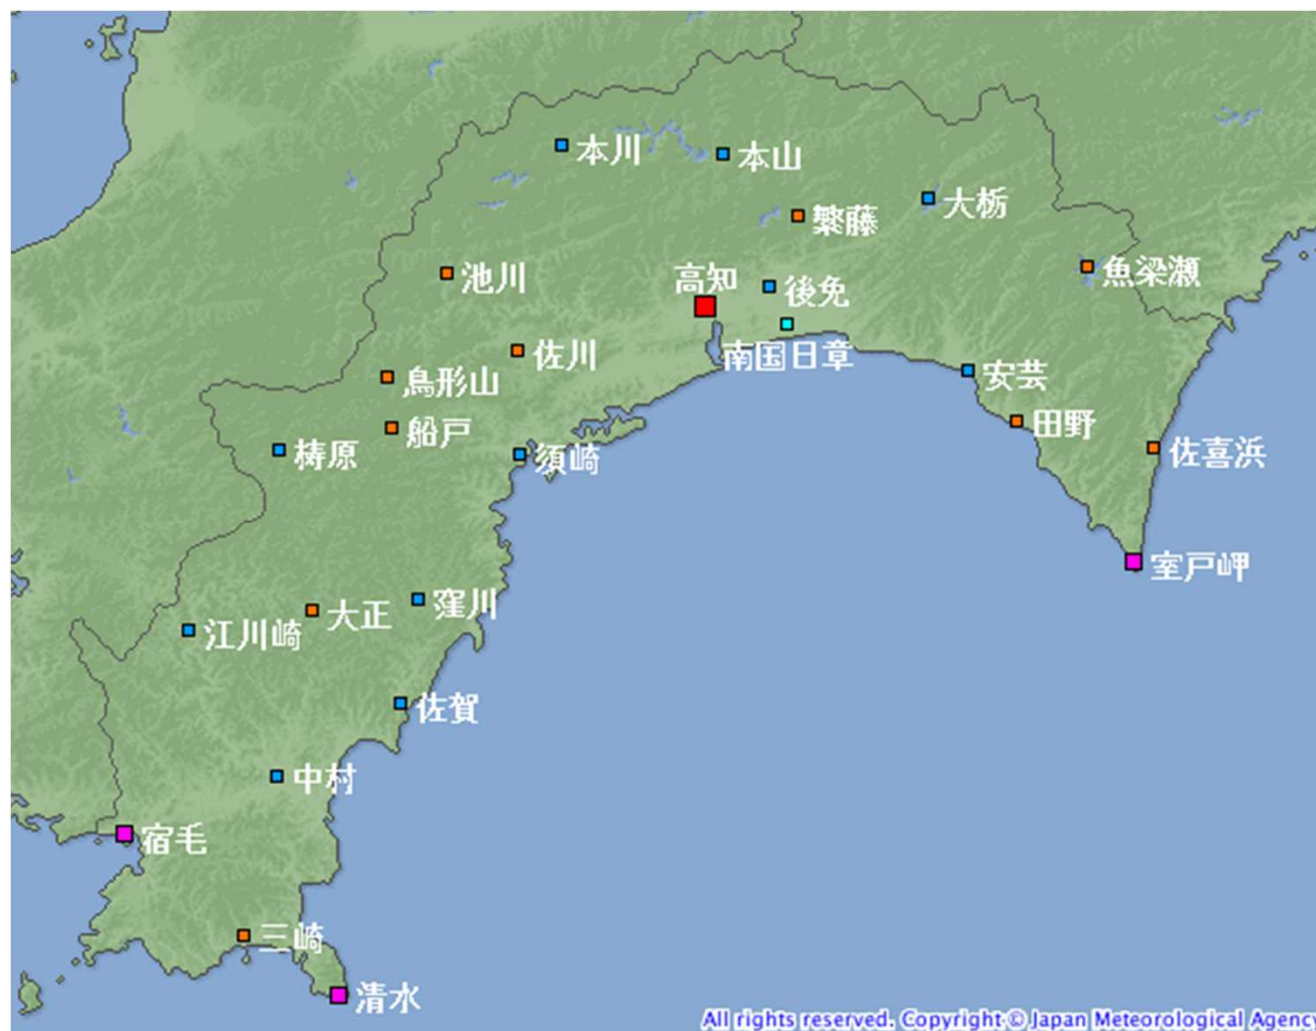 本川
本山
大栃
繁藤
魚梁瀬
池川
高知
後免
佐川
南国日章
鳥形山
安芸
船戸
田野
梼原
須崎
佐喜浜
室戸岬
窪川
大正
江川崎
佐賀
中村
宿毛
三崎
清水
All rights reserved. Copyright © Japan Meteorological Agency